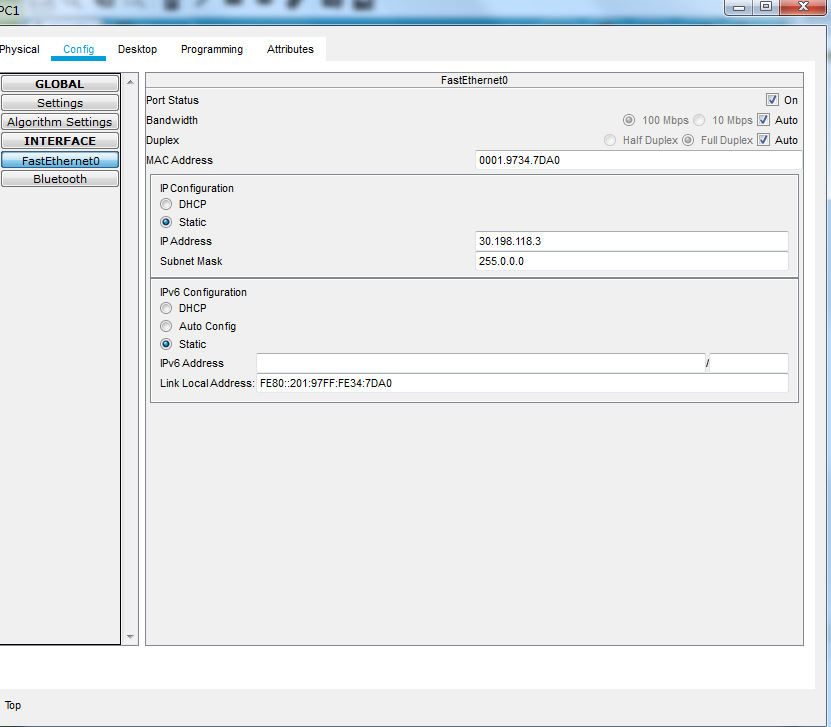 PC1
Physical Config Desktop Programming Attributes
GLOBAL
Settings
Algorithm Settings
INTERFACE
FastEthernet0
Bluetooth
FastEthernet0
Port Status On
Bandwidth 100 Mbps 10 Mbps Auto
Duplex Half Duplex Full Duplex Auto
MAC Address 0001.9734.7DA0
IP Configuration
DHCP
Static
IP Address 30.198.118.3
Subnet Mask 255.0.0.0
IPv6 Configuration
DHCP
Auto Config
Static
IPv6 Address /
Link Local Address: FE80::201:97FF:FE34:7DA0
Top